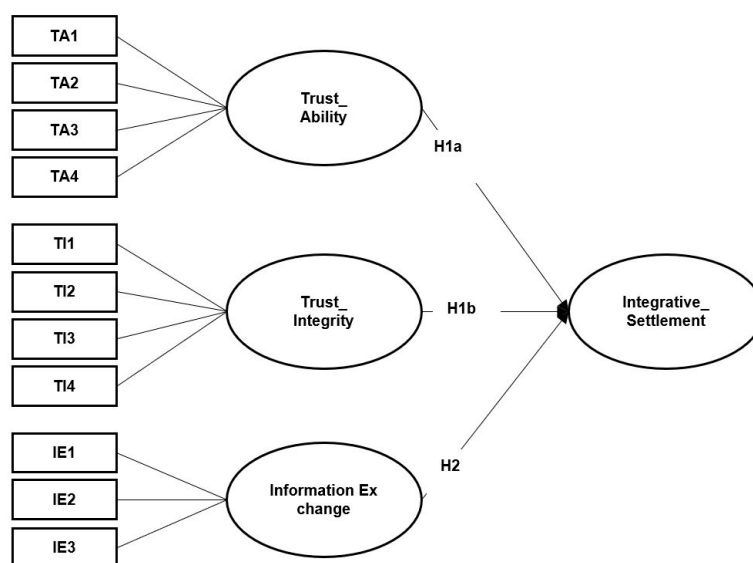 TA1
TA2
TA3
TA4
Trust_
Ability
H1a
TI1
TI2
TI3
TI4
Trust_
Integrity
H1b
Integrative_
Settlement
IE1
IE2
IE3
Information Ex
change
H2